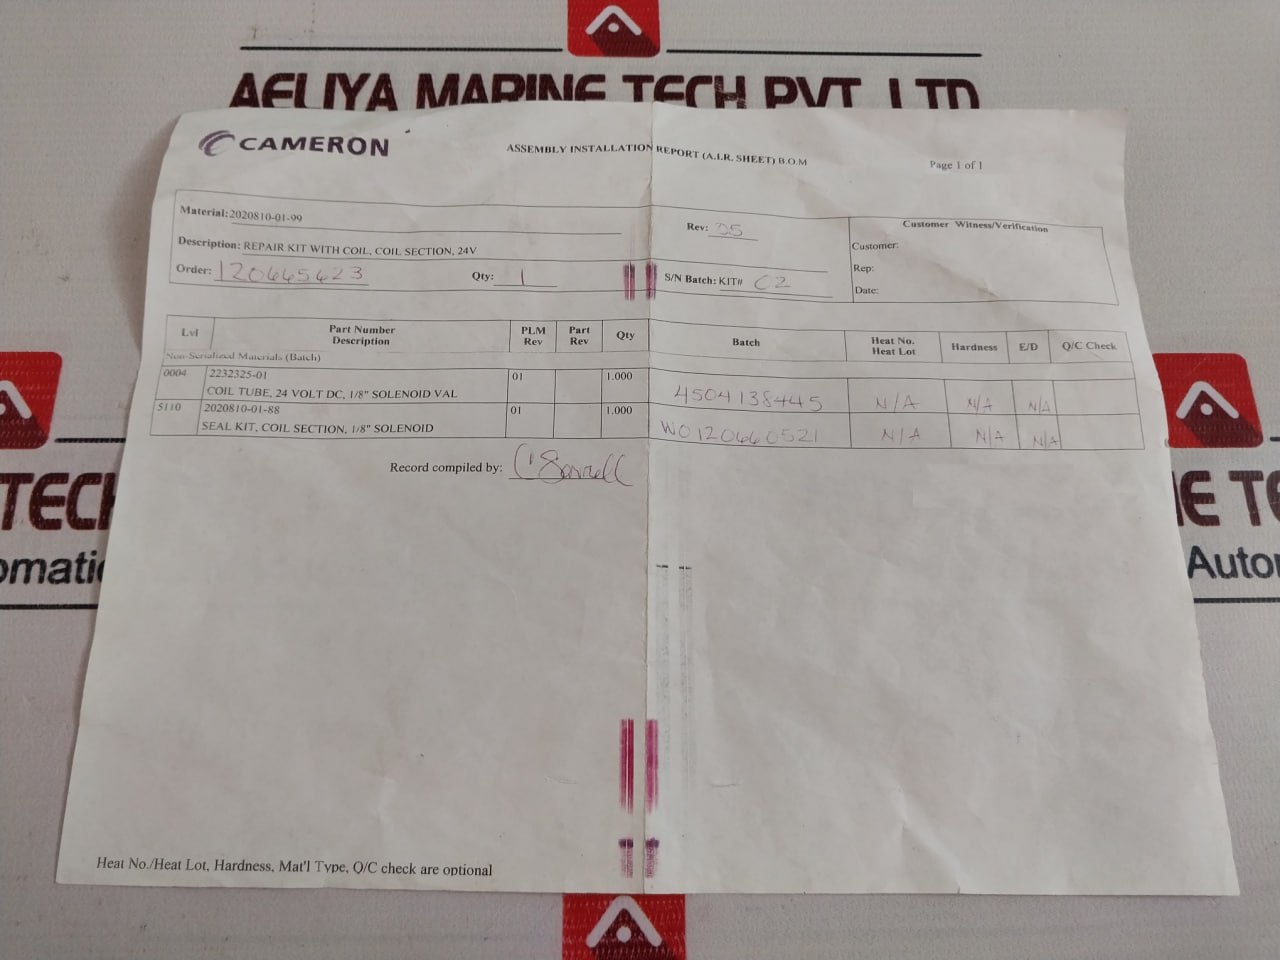 AELIYA MARINE TECH PVT. LTD
CAMERON
ASSEMBLY INSTALLATION REPORT (A.I.R. SHEET) B.O.M
Page 1 of 1
Material: 2020810-01-99
Rev: 05
Customer Witness/Verification
Description: REPAIR KIT WITH COIL, COIL SECTION, 24V
Customer:
Order: 120645623 Qty: 1
S/N Batch: KIT# C2
Rep:
Date:
Lvl Part Number Description PLM Rev Part Rev Qty Batch Heat No. Heat Lot Hardness E/D Q/C Check
Non-Serialized Materials (Batch)
0004 2232325-01 01 1.000 4504138445 N/A N/A N/A
COIL TUBE, 24 VOLT DC, 1/8" SOLENOID VAL
5110 2020810-01-88 01 1.000 WO120660521 N/A N/A N/A
SEAL KIT, COIL SECTION, 1/8" SOLENOID
Record compiled by:
TECH
NE TE
omatic
Autor
Heat No./Heat Lot, Hardness, Mat'l Type, Q/C check are optional